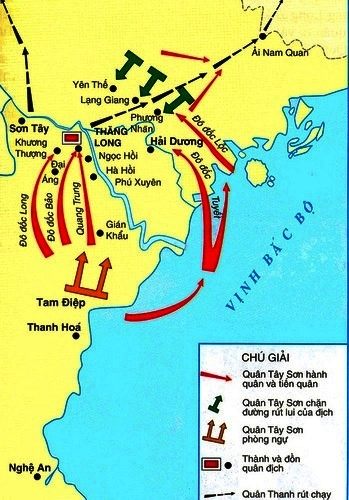 Ải Nam Quan
Yên Thế
Lạng Giang
Phượng
Nhãn
Sơn Tây
THĂNG
LONG
Hải Dương
Khương
Thượng
Ngọc Hồi
Đại
Áng
Hà Hồi
Phú Xuyên
Đô đốc Lộc
Đô đốc
Tuyết
Đô đốc Long
Đô đốc Bảo
Quang Trung
Gián
Khẩu
Tam Điệp
Thanh Hoá
Nghệ An
VỊNH BẮC BỘ
CHÚ GIẢI
Quân Tây Sơn hành
quân và tiến quân
Quân Tây Sơn chặn
đường rút lui của địch
Quân Tây Sơn
phòng ngự
Thành và đồn
quân địch
Quân Thanh rút chạy